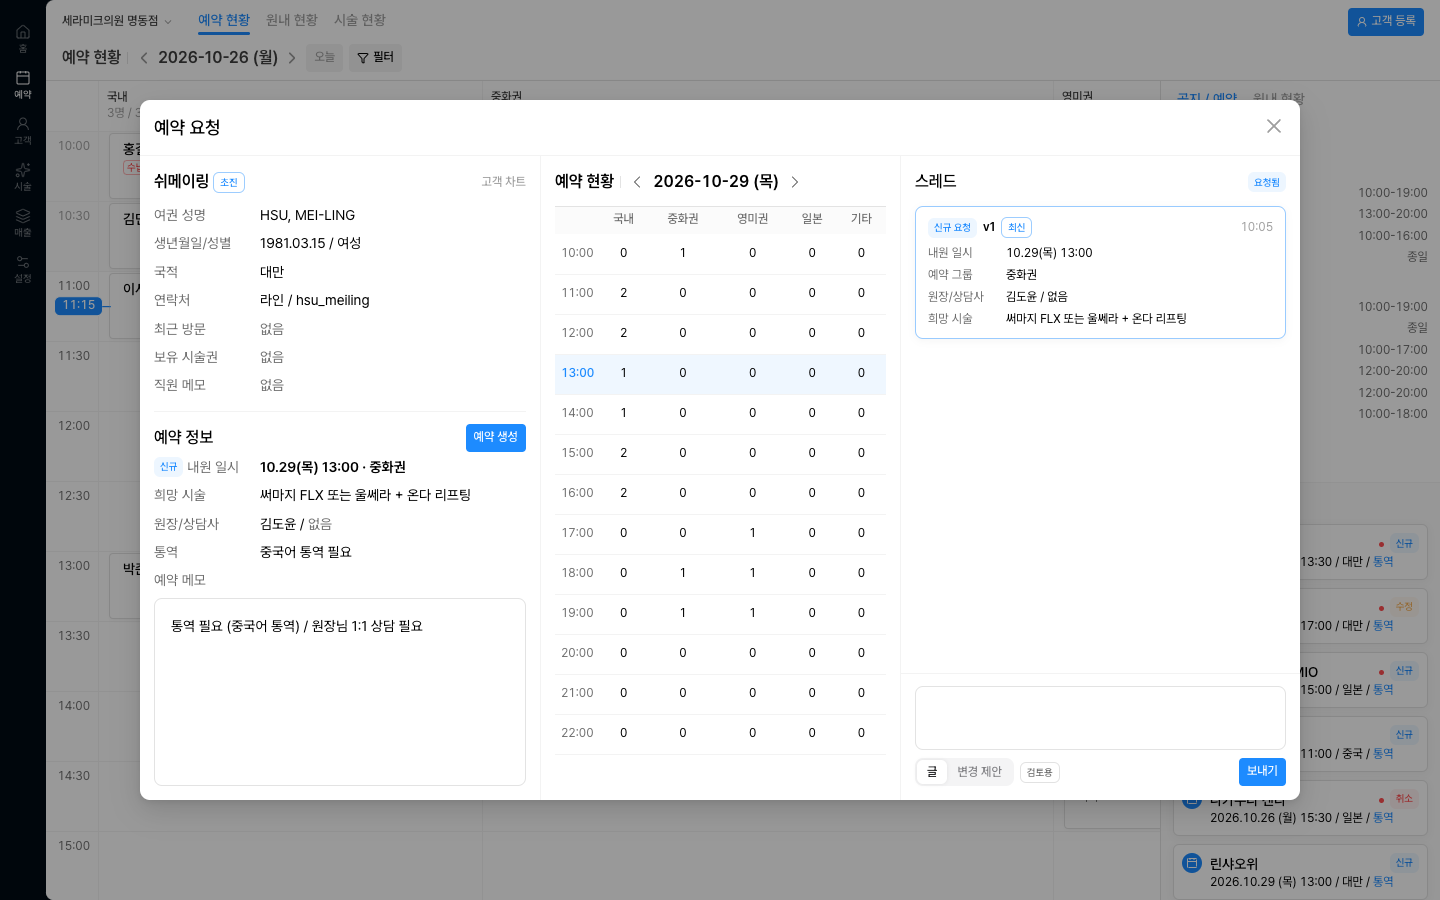 세라미크의원 명동점
예약 현황
원내 현황
시술 현황
고객 등록
홈
예약
고객
시술
매출
설정
예약 현황
2026-10-26 (월)
오늘
필터
국내
3명 /
중화권
영미권
공지 / 예약
원내 현황
10:00
10:30
11:00
11:15
11:30
12:00
12:30
13:00
13:30
14:00
14:30
15:00
예약 요청
쉬메이링
초진
고객 차트
여권 성명
HSU, MEI-LING
생년월일/성별
1981.03.15 / 여성
국적
대만
연락처
라인 / hsu_meiling
최근 방문
없음
보유 시술권
없음
직원 메모
없음
예약 정보
예약 생성
신규
내원 일시
10.29(목) 13:00 · 중화권
희망 시술
써마지 FLX 또는 울쎄라 + 온다 리프팅
원장/상담사
김도윤 / 없음
통역
중국어 통역 필요
예약 메모
통역 필요 (중국어 통역) / 원장님 1:1 상담 필요
예약 현황
2026-10-29 (목)
국내 중화권 영미권 일본 기타
10:00 0 1 0 0 0
11:00 2 0 0 0 0
12:00 2 0 0 0 0
13:00 1 0 0 0 0
14:00 1 0 0 0 0
15:00 2 0 0 0 0
16:00 2 0 0 0 0
17:00 0 0 1 0 0
18:00 0 1 1 0 0
19:00 0 1 1 0 0
20:00 0 0 0 0 0
21:00 0 0 0 0 0
22:00 0 0 0 0 0
스레드
요청됨
신규 요청
v1
최신
10:05
내원 일시
10.29(목) 13:00
예약 그룹
중화권
원장/상담사
김도윤 / 없음
희망 시술
써마지 FLX 또는 울쎄라 + 온다 리프팅
글
변경 제안
검토용
보내기
10:00-19:00
13:00-20:00
10:00-16:00
종일
10:00-19:00
종일
10:00-17:00
12:00-20:00
12:00-20:00
10:00-18:00
신규
13:30 / 대만 / 통역
수정
17:00 / 대만 / 통역
신규
15:00 / 일본 / 통역
신규
11:00 / 중국 / 통역
취소
2026.10.26 (월) 15:30 / 일본 / 통역
린샤오위
신규
2026.10.29 (목) 13:00 / 대만 / 통역